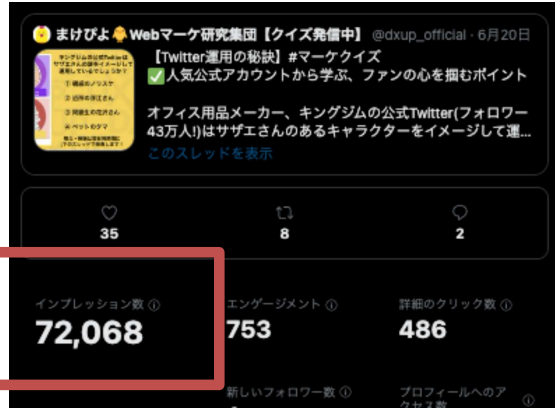 まけぴよ Webマーケ研究集団【クイズ発信中】 @dxup_official · 6月20日
【Twitter運用の秘訣】#マーケクイズ
✅人気公式アカウントから学ぶ、ファンの心を掴むポイント
オフィス用品メーカー、キングジムの公式Twitter(フォロワー
43万人!)はサザエさんのあるキャラクターをイメージして運...
このスレッドを表示
35
8
2
インプレッション数
エンゲージメント
詳細のクリック数
72,068
753
486
新しいフォロワー数
プロフィールへのア
クセス数